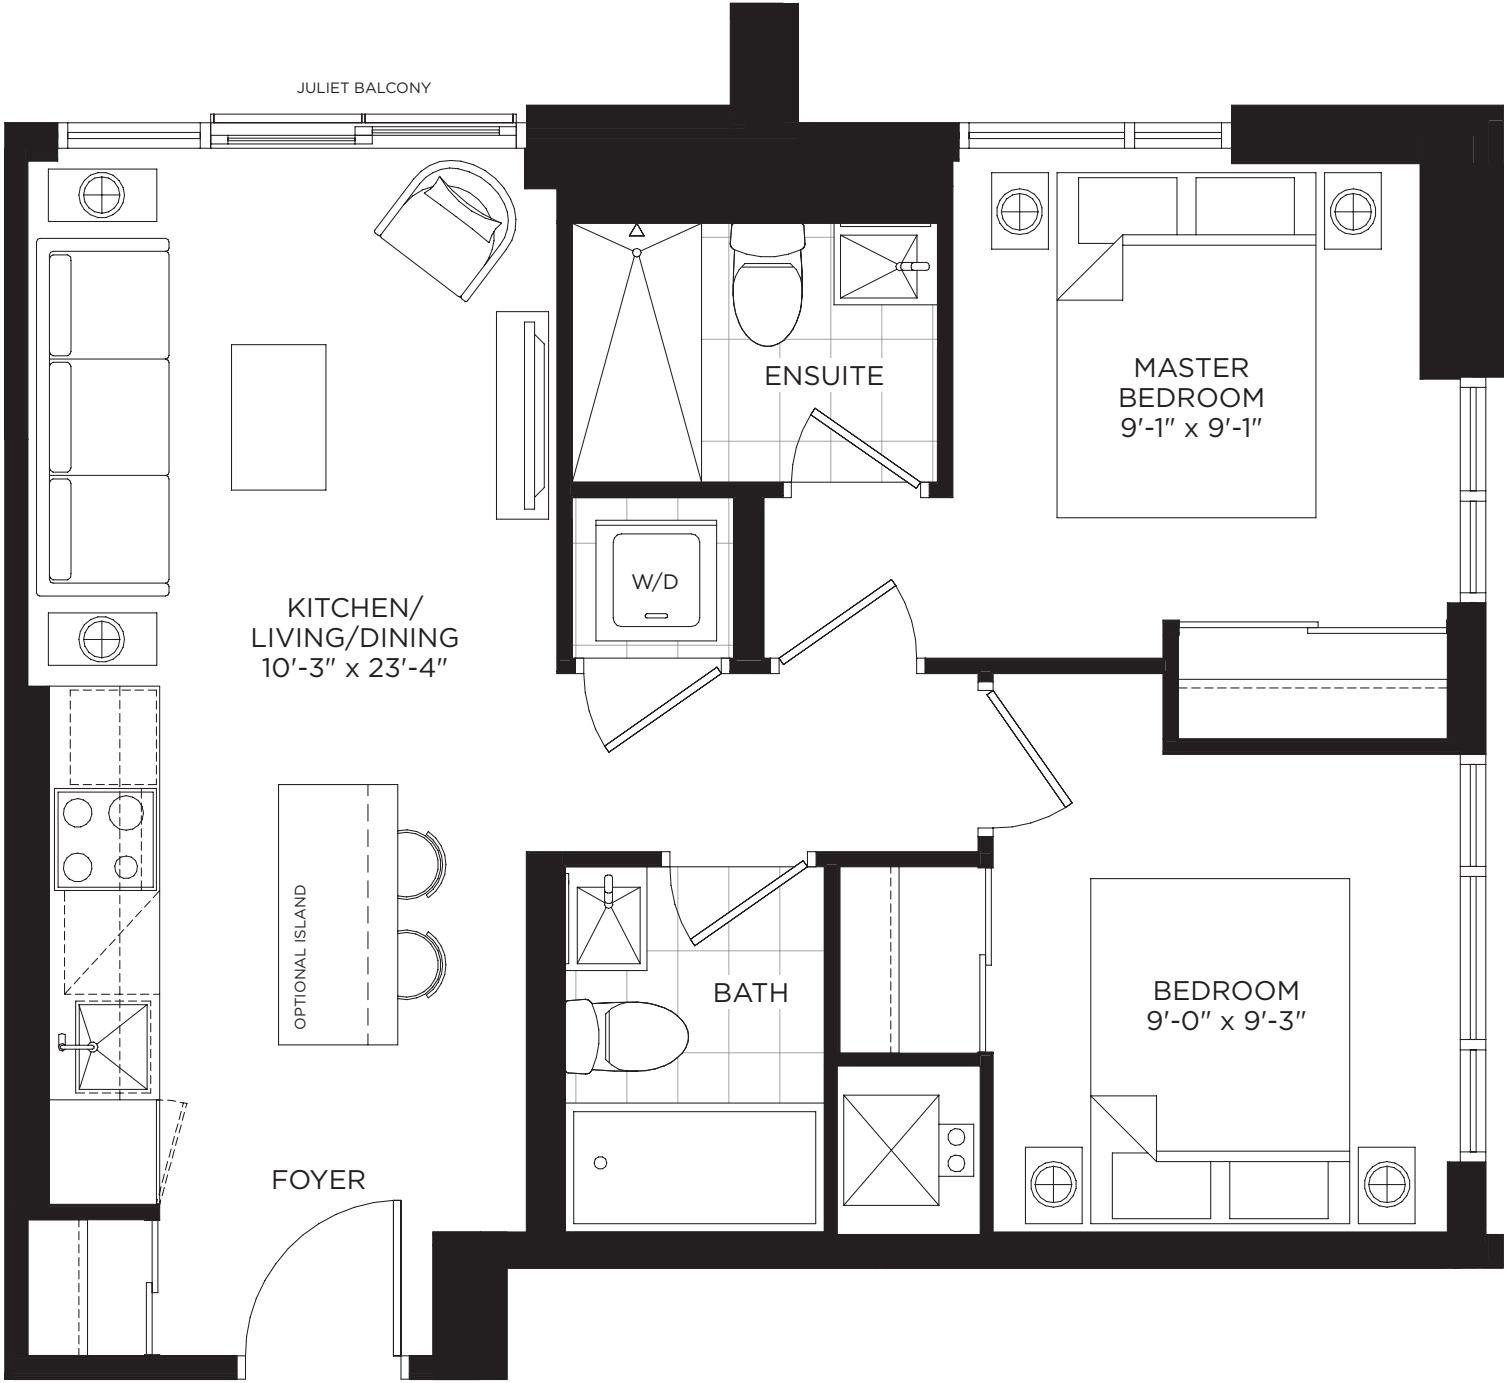 JULIET BALCONY
ENSUITE
MASTER
BEDROOM
9'-1" x 9'-1"
W/D
KITCHEN/
LIVING/DINING
10'-3" x 23'-4"
OPTIONAL ISLAND
BATH
BEDROOM
9'-0" x 9'-3"
FOYER